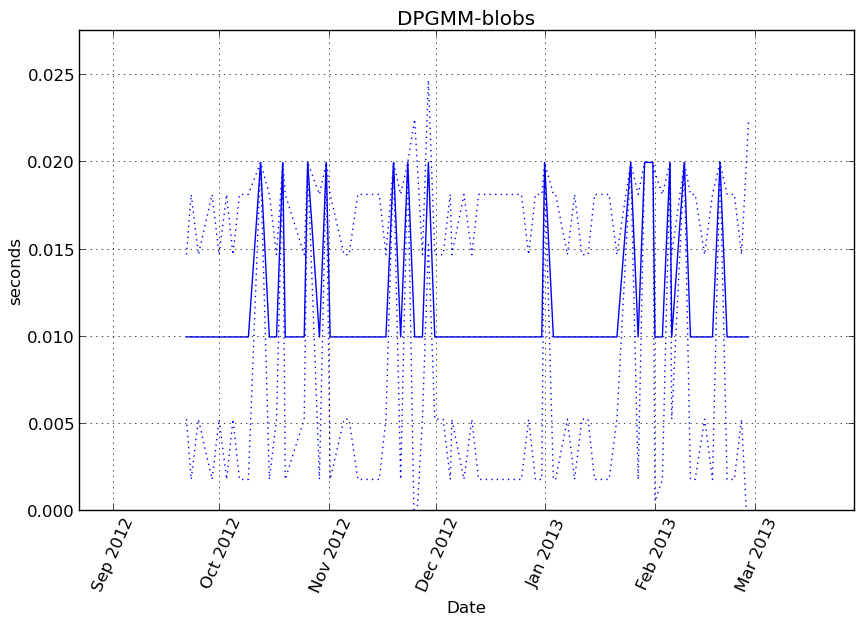 DPGMM-blobs
0.025
0.020
0.015
0.010
0.005
0.000
seconds
Sep 2012
Oct 2012
Nov 2012
Dec 2012
Jan 2013
Feb 2013
Mar 2013
Date